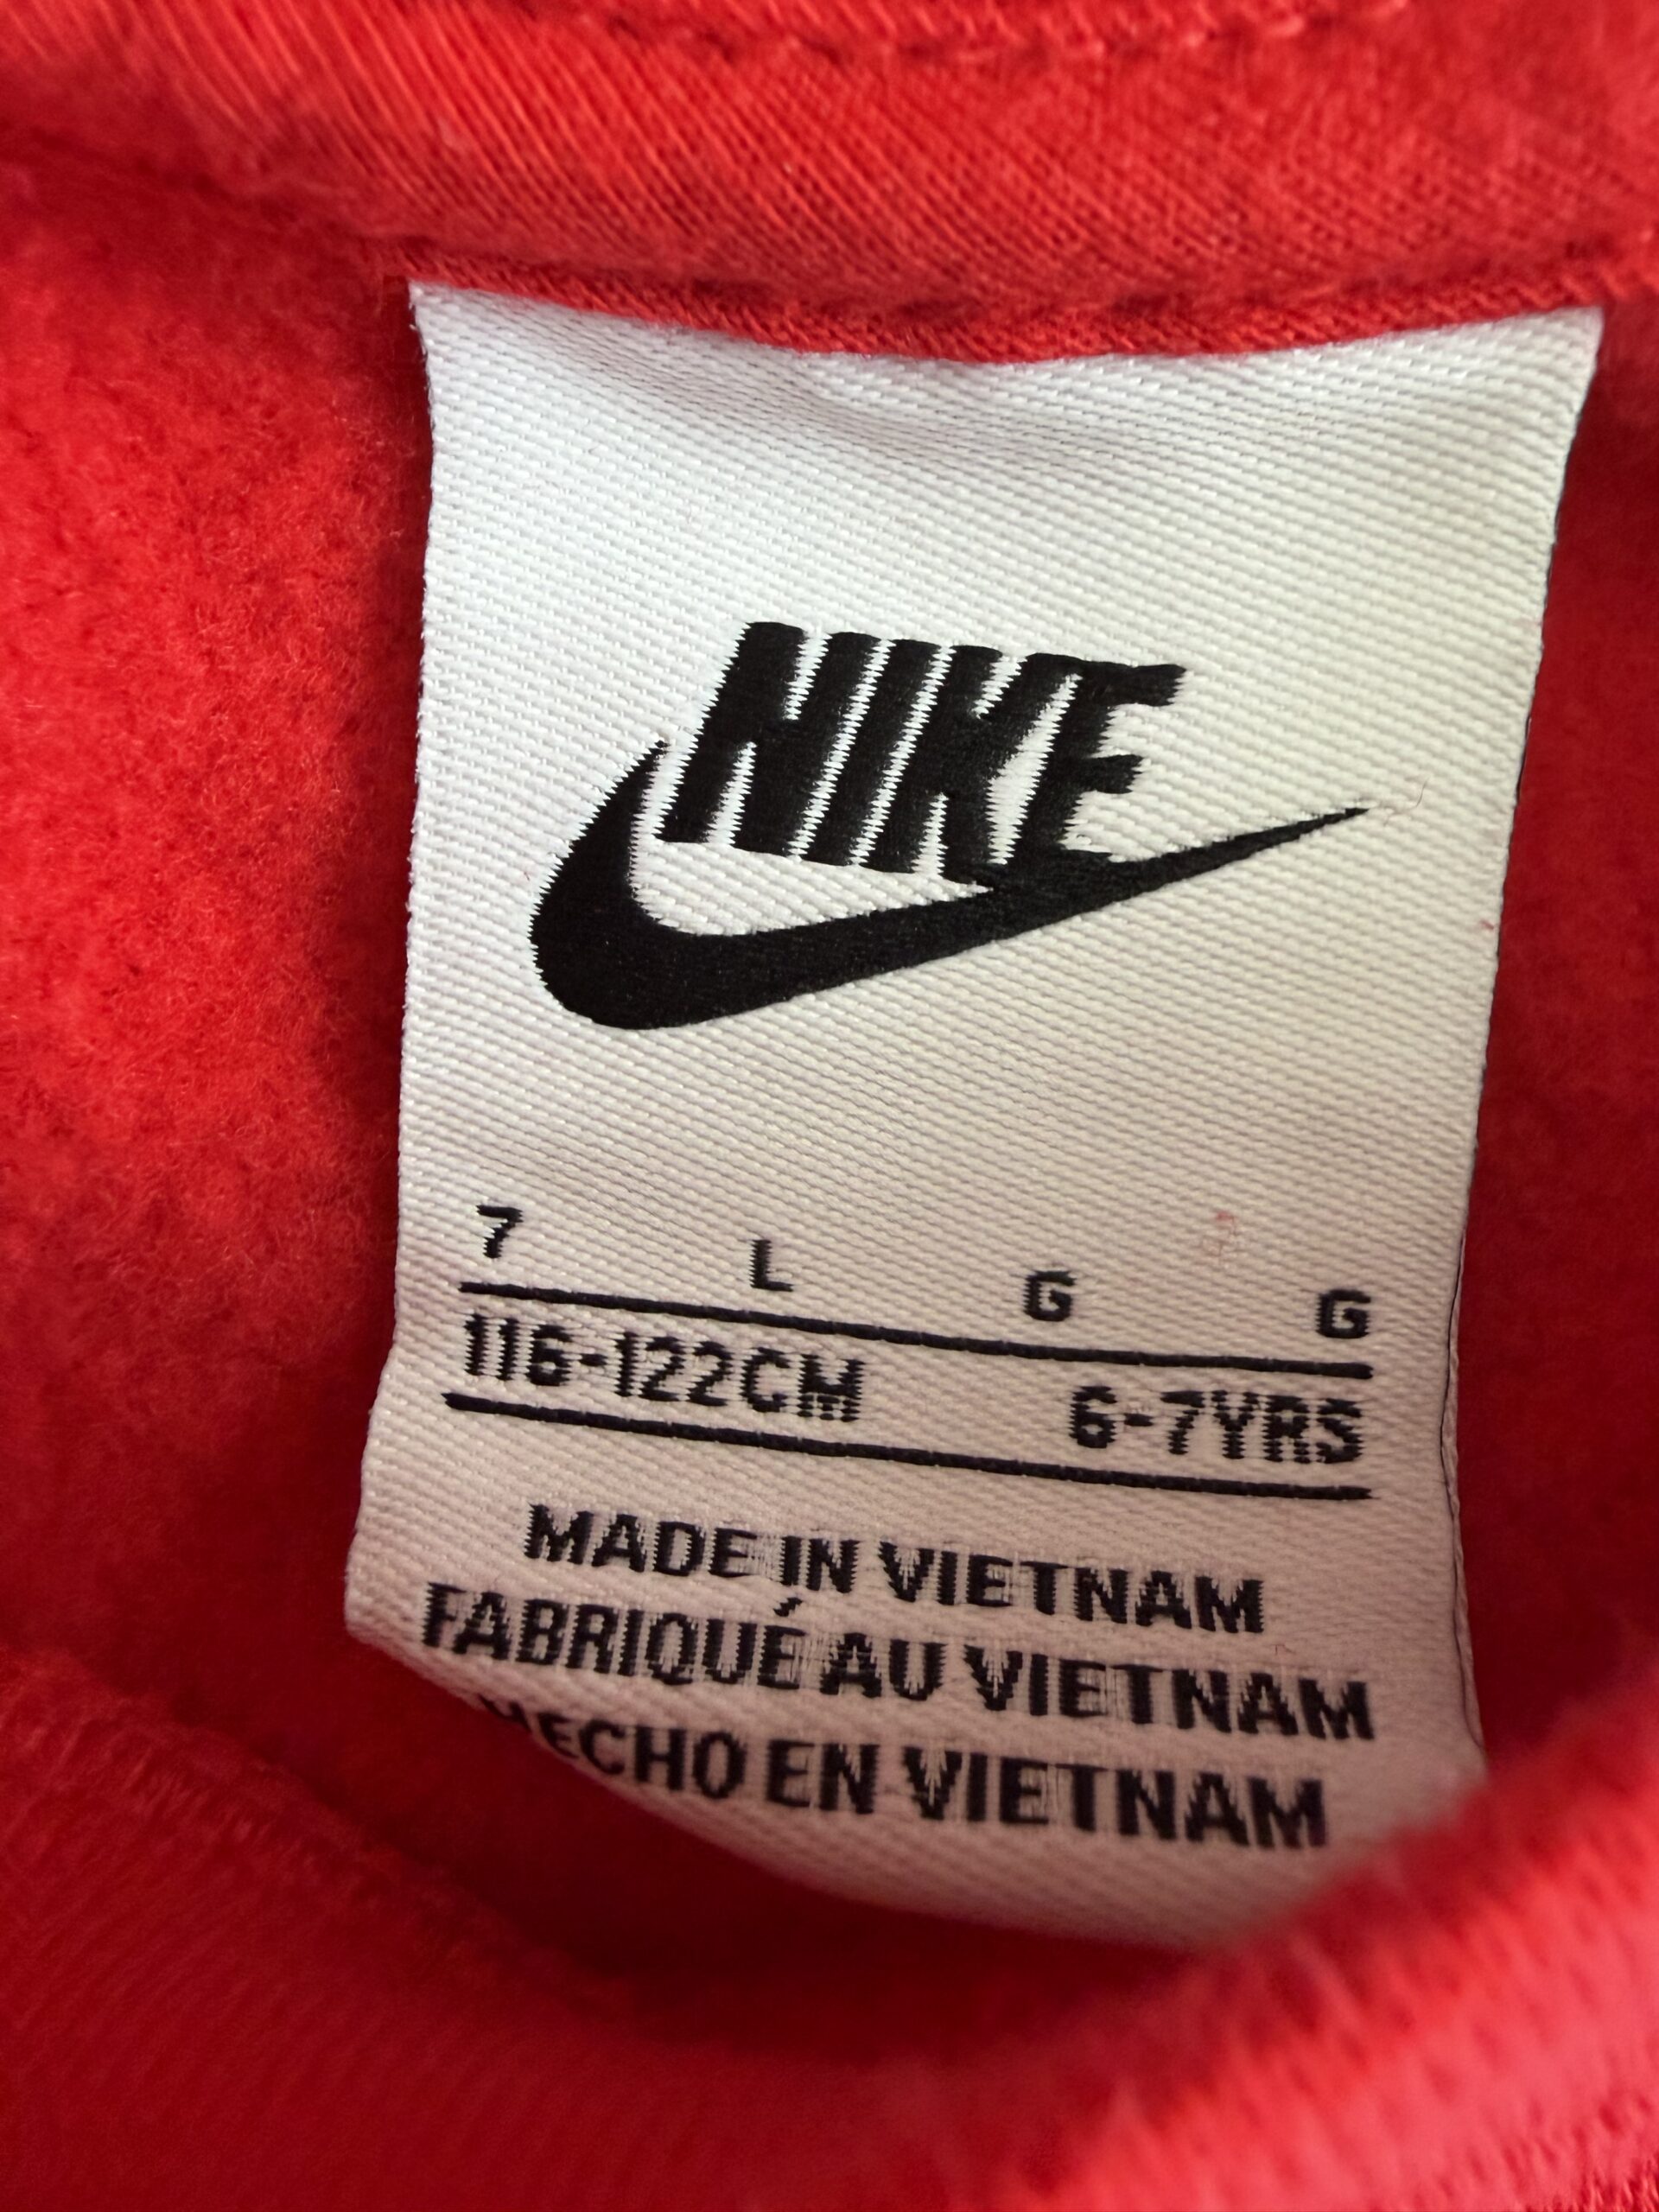 NIKE
7 L G G
116-122CM 6-7YRS
MADE IN VIETNAM
FABRIQUÉ AU VIETNAM
HECHO EN VIETNAM